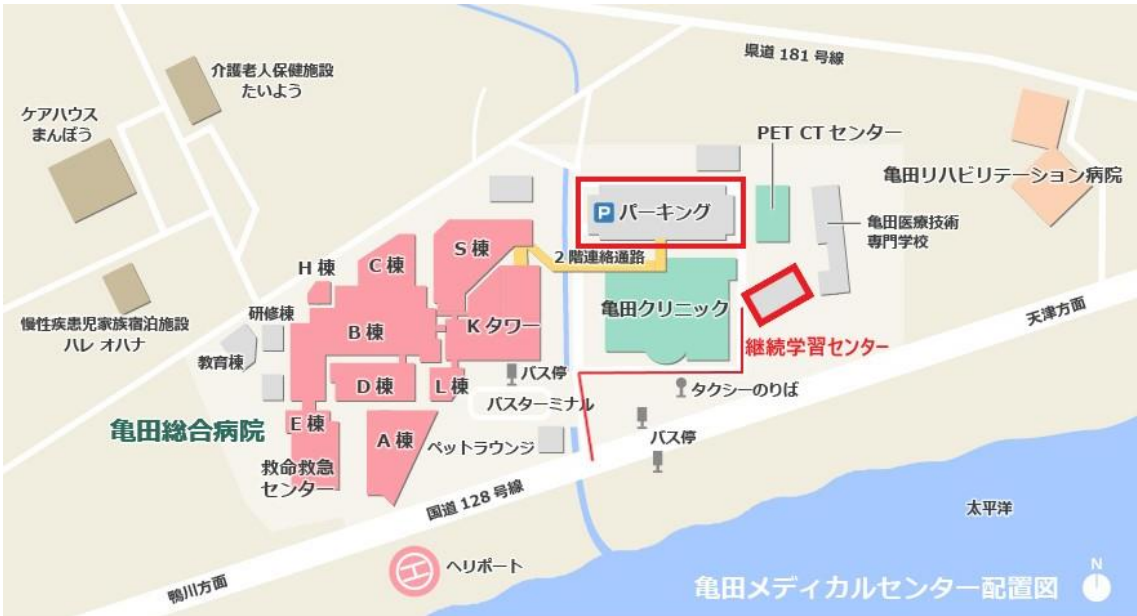 県道 181 号線
介護老人保健施設
たいよう
ケアハウス
まんぼう
PET CT センター
亀田リハビリテーション病院
P パーキング
亀田医療技術
専門学校
S 棟
2 階連絡通路
C 棟
H 棟
亀田クリニック
研修棟
B 棟
K タワー
慢性疾患児家族宿泊施設
ハレ オハナ
教育棟
継続学習センター
天津方面
バス停
D 棟
L 棟
タクシーのりば
バスターミナル
亀田総合病院
E 棟
A 棟
ペットラウンジ
バス停
救命救急
センター
国道 128 号線
太平洋
ヘリポート
H
鴨川方面
亀田メディカルセンター配置図
N